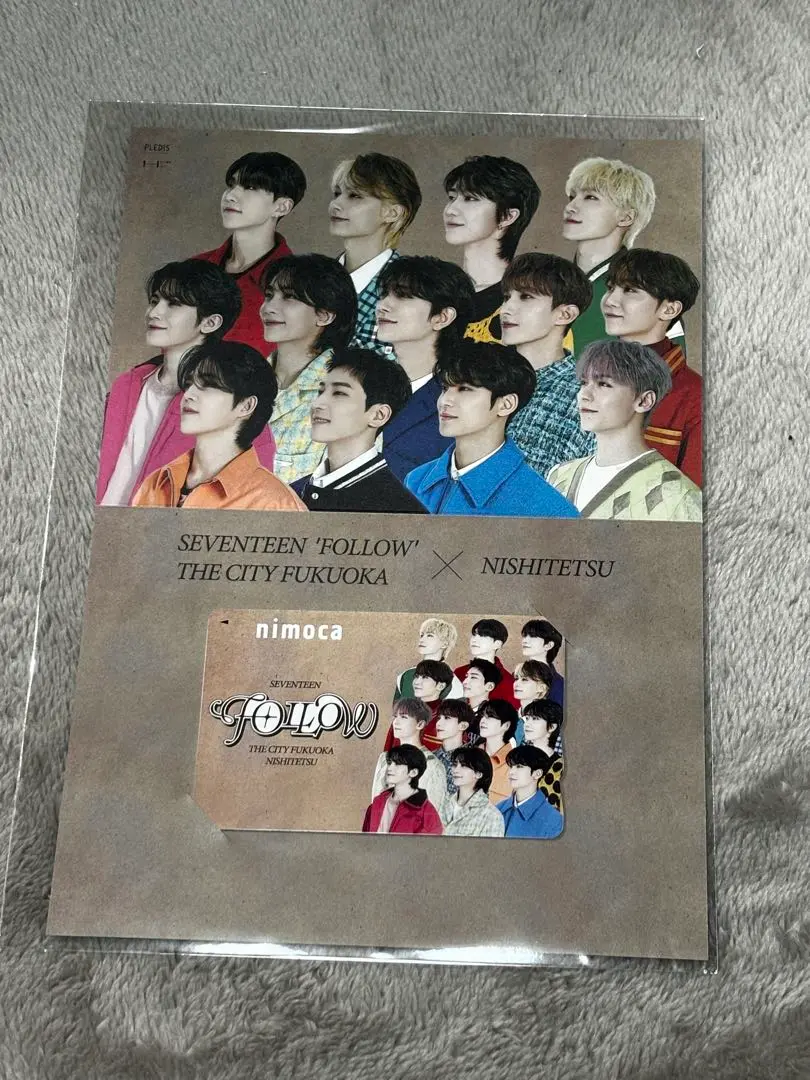 PLEDIS
SEVENTEEN 'FOLLOW'
THE CITY FUKUOKA
×
NISHITETSU
nimoca
SEVENTEEN
FOLLOW
THE CITY FUKUOKA
NISHITETSU